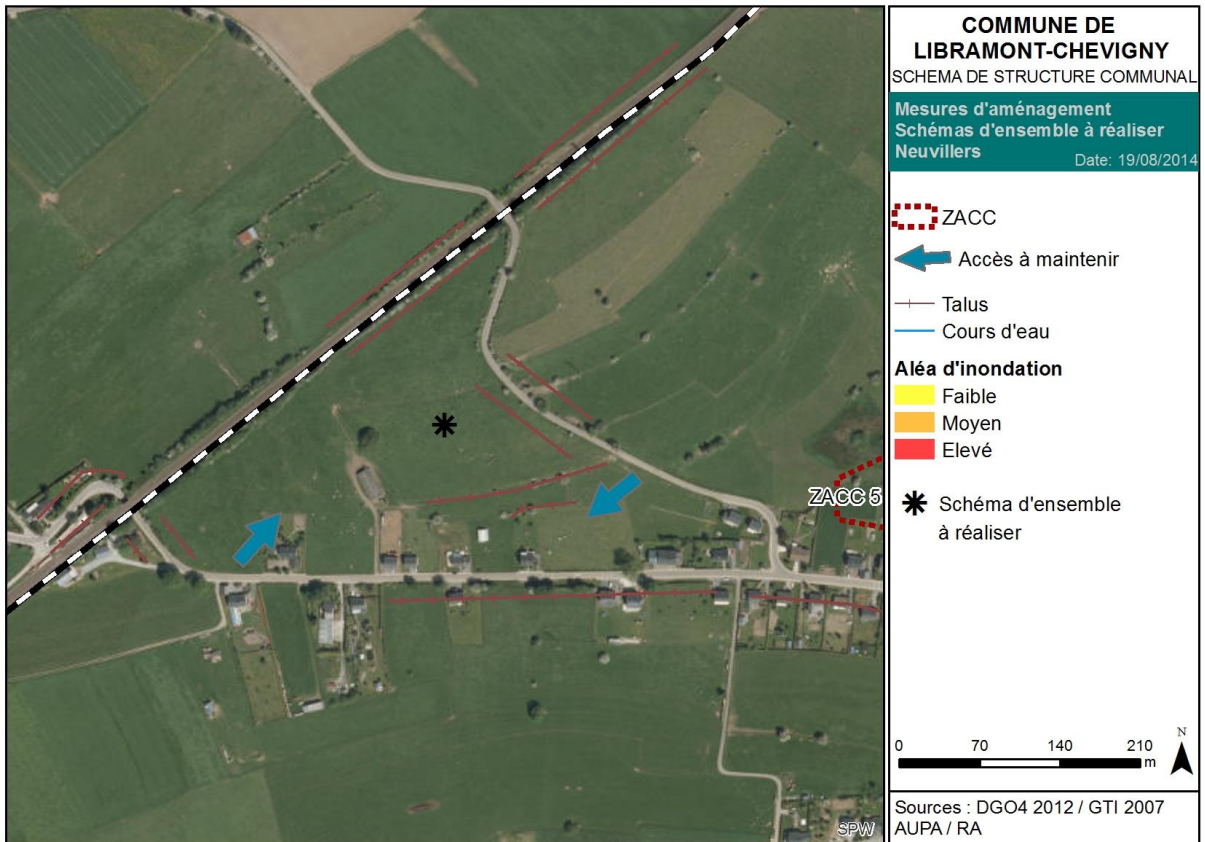 COMMUNE DE
LIBRAMONT-CHEVIGNY
SCHEMA DE STRUCTURE COMMUNAL
Mesures d'aménagement
Schémas d'ensemble à réaliser
Neuvillers
Date: 19/08/2014
ZACC
Accès à maintenir
Talus
Cours d'eau
Aléa d'inondation
Faible
Moyen
Elevé
Schéma d'ensemble
à réaliser
ZACC 5
N
0 70 140 210
m
Sources : DGO4 2012 / GTI 2007
AUPA / RA
SPW